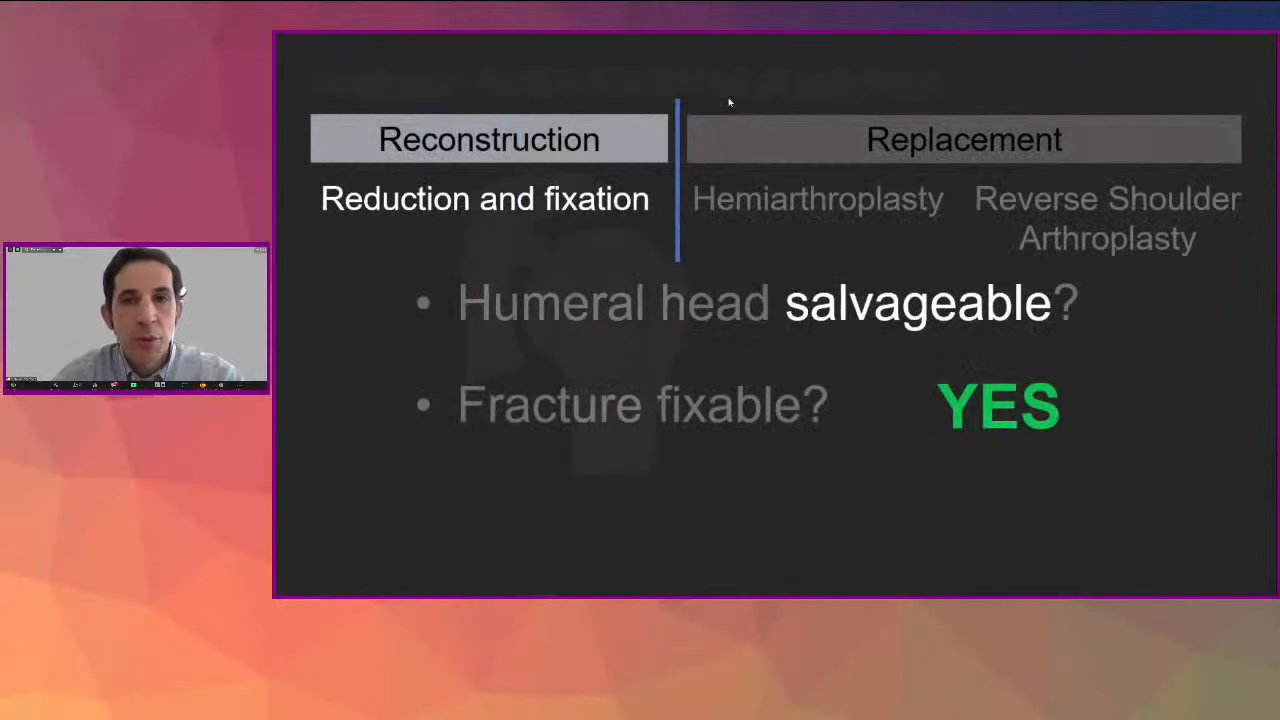 Reconstruction
Replacement
Reduction and fixation
Hemiarthroplasty
Reverse Shoulder
Arthroplasty
• Humeral head salvageable?
• Fracture fixable?
YES